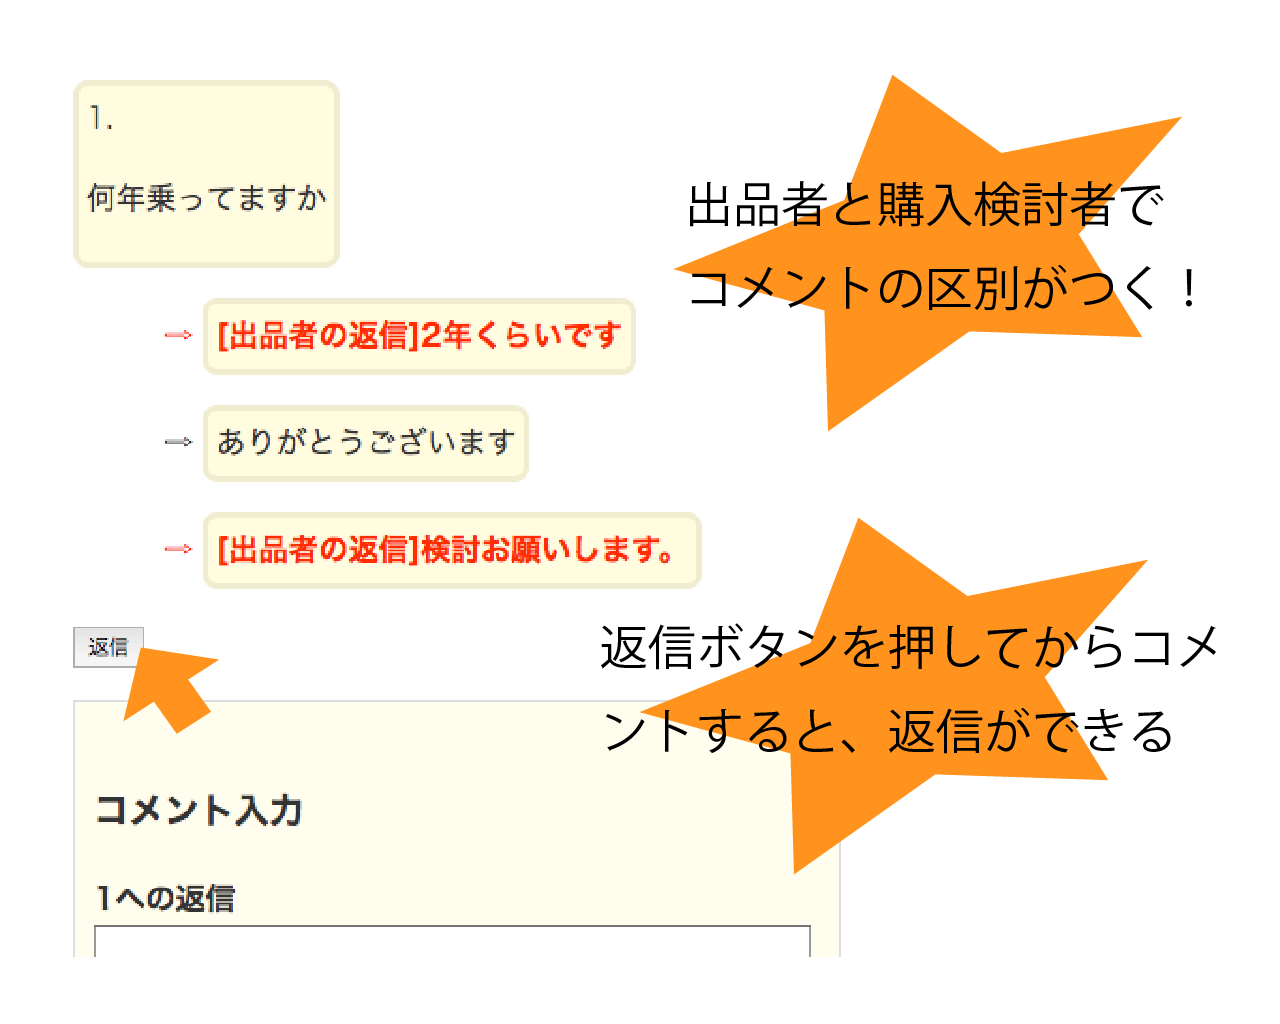 1.
何年乗ってますか
⇒ [出品者の返信]2年くらいです
⇒ ありがとうございます
⇒ [出品者の返信]検討お願いします。
返信
コメント入力
1への返信
出品者と購入検討者で
コメントの区別がつく！
返信ボタンを押してからコメ
ントすると、返信ができる